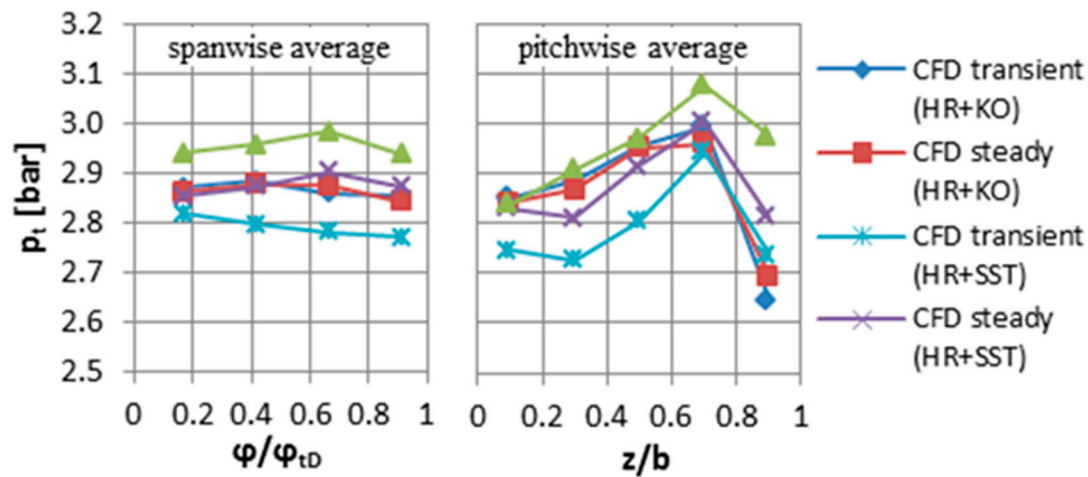 spanwise average
pitchwise average
pt [bar]
3.2
3.1
3.0
2.9
2.8
2.7
2.6
2.5
0 0.2 0.4 0.6 0.8 1
0 0.2 0.4 0.6 0.8 1
φ/φtD
z/b
CFD transient
(HR+KO)
CFD steady
(HR+KO)
CFD transient
(HR+SST)
CFD steady
(HR+SST)